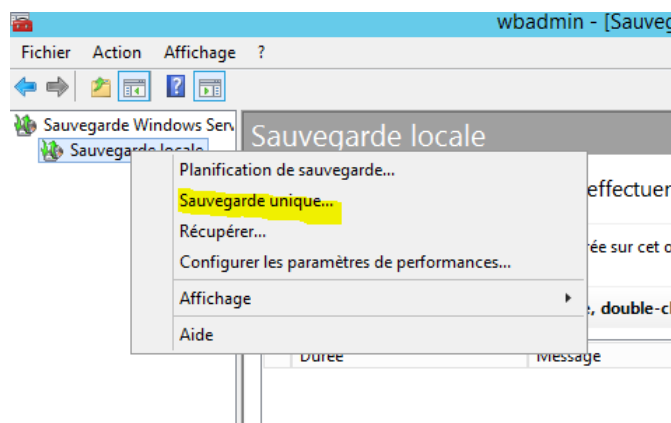 wbadmin - [Sauveg
Fichier Action Affichage ?
Sauvegarde Windows Serv
Sauvegarde locale
Sauvegarde locale
Planification de sauvegarde...
Sauvegarde unique...
effectuer
Récupérer...
rée sur cet o
Configurer les paramètres de performances...
Affichage
, double-cl
Aide
Durée Message